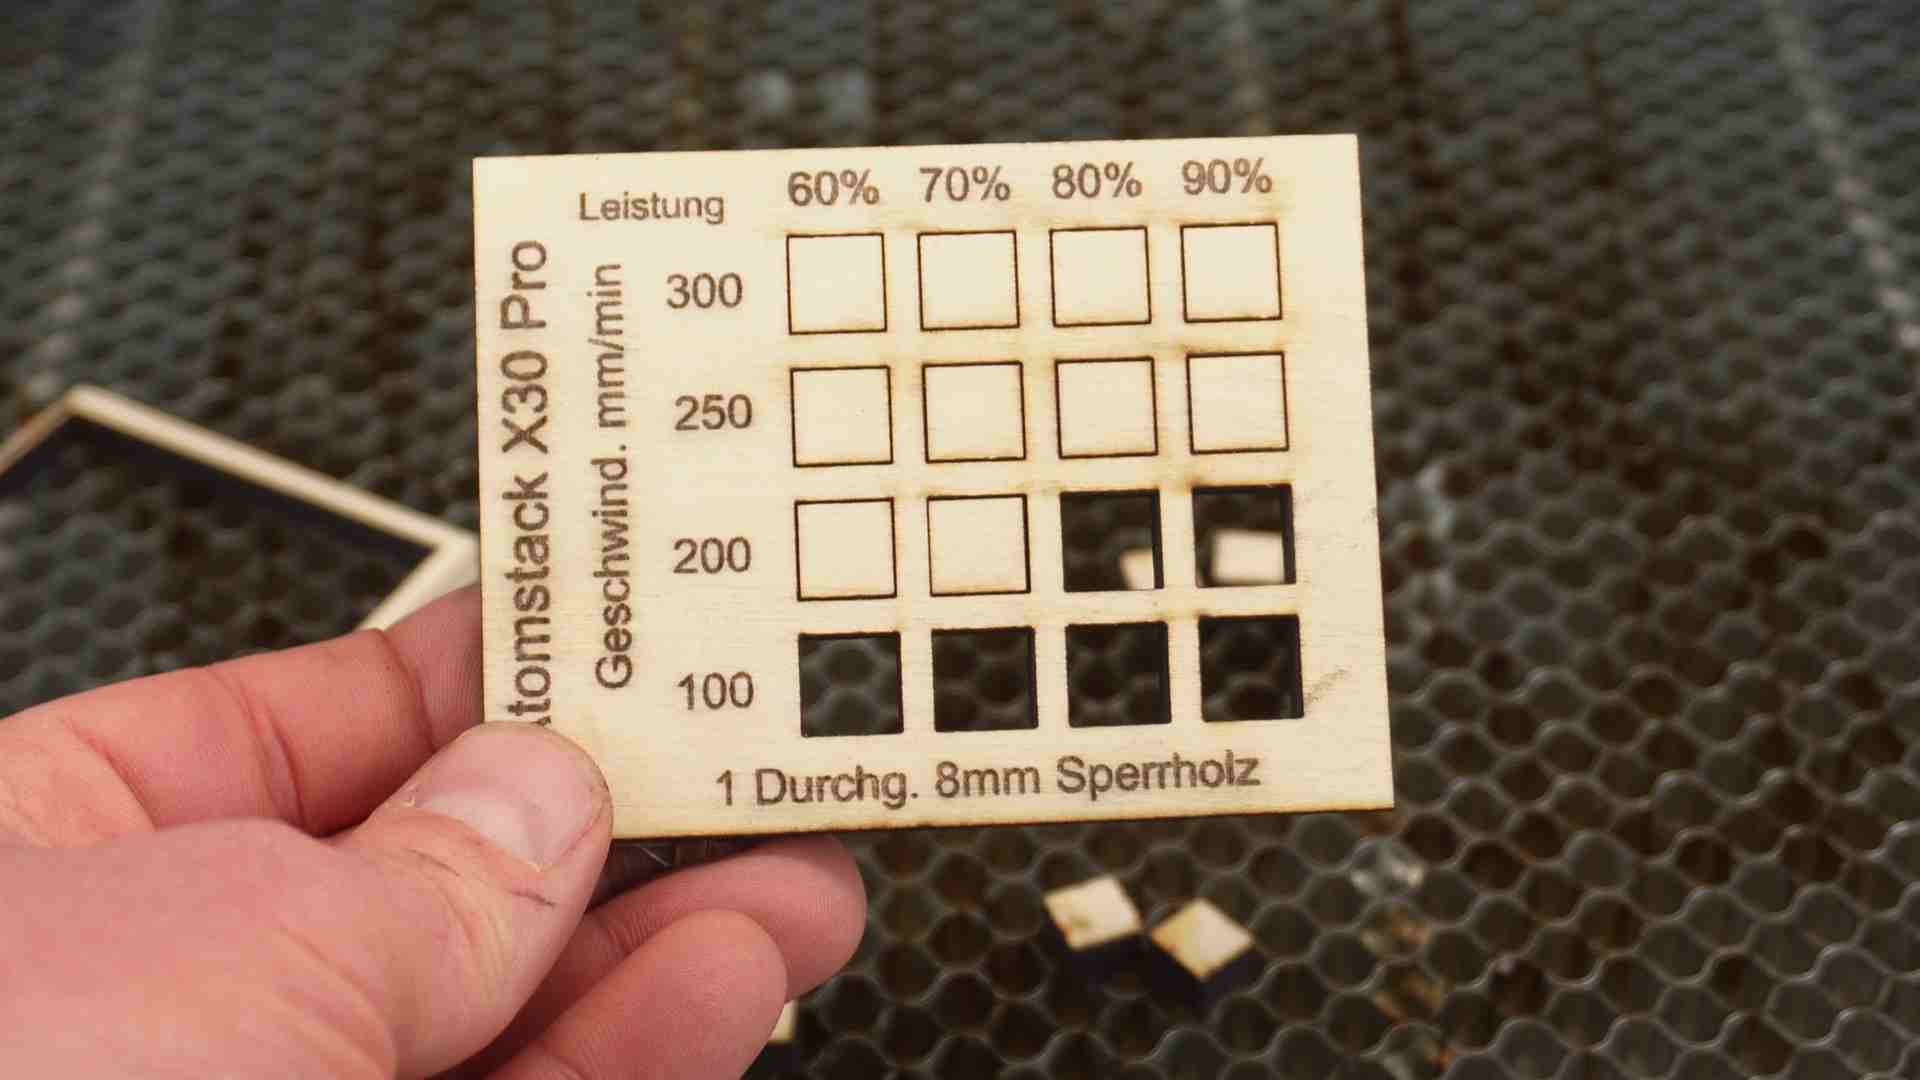 Leistung 60% 70% 80% 90%
Atomstack X30 Pro
Geschwind. mm/min
300
250
200
100
1 Durchg. 8mm Sperrholz